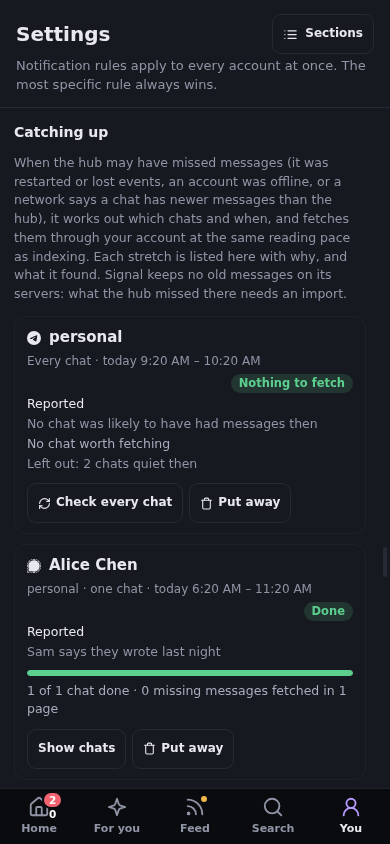 Settings
Sections
Notification rules apply to every account at once. The
most specific rule always wins.
Catching up
When the hub may have missed messages (it was
restarted or lost events, an account was offline, or a
network says a chat has newer messages than the
hub), it works out which chats and when, and fetches
them through your account at the same reading pace
as indexing. Each stretch is listed here with why, and
what it found. Signal keeps no old messages on its
servers: what the hub missed there needs an import.
personal
Every chat · today 9:20 AM – 10:20 AM
Nothing to fetch
Reported
No chat was likely to have had messages then
No chat worth fetching
Left out: 2 chats quiet then
Check every chat
Put away
Alice Chen
personal · one chat · today 6:20 AM – 11:20 AM
Done
Reported
Sam says they wrote last night
1 of 1 chat done · 0 missing messages fetched in 1
page
Show chats
Put away
2
0
Home
For you
Feed
Search
You